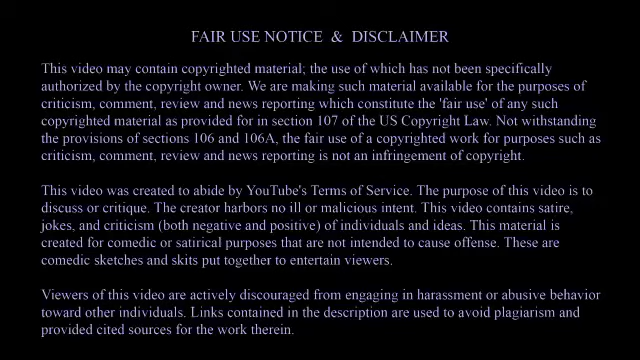 FAIR USE NOTICE & DISCLAIMER
This video may contain copyrighted material; the use of which has not been specifically
authorized by the copyright owner. We are making such material available for the purposes of
criticism, comment, review and news reporting which constitute the 'fair use' of any such
copyrighted material as provided for in section 107 of the US Copyright Law. Not withstanding
the provisions of sections 106 and 106A, the fair use of a copyrighted work for purposes such as
criticism, comment, review and news reporting is not an infringement of copyright.
This video was created to abide by YouTube's Terms of Service. The purpose of this video is to
discuss or critique. The creator harbors no ill or malicious intent. This video contains satire,
jokes, and criticism (both negative and positive) of individuals and ideas. This material is
created for comedic or satirical purposes that are not intended to cause offense. These are
comedic sketches and skits put together to entertain viewers.
Viewers of this video are actively discouraged from engaging in harassment or abusive behavior
toward other individuals. Links contained in the description are used to avoid plagiarism and
provided cited sources for the work therein.